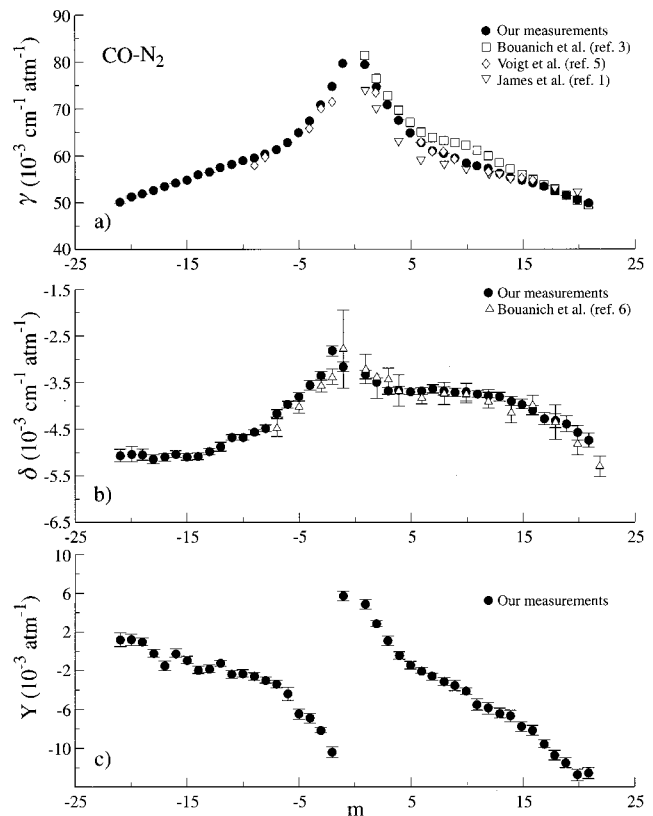 a)
CO-N₂
● Our measurements
□ Bouanich et al. (ref. 3)
◇ Voigt et al. (ref. 5)
▽ James et al. (ref. 1)
γ (10⁻³ cm⁻¹ atm⁻¹)
90
80
70
60
50
40
-25 -15 -5 5 15 25
b)
● Our measurements
△ Bouanich et al. (ref. 6)
δ (10⁻³ cm⁻¹ atm⁻¹)
-1.5
-2.5
-3.5
-4.5
-5.5
-6.5
-25 -15 -5 5 15 25
c)
● Our measurements
Y (10⁻³ atm⁻¹)
10
6
2
-2
-6
-10
-25 -15 -5 5 15 25
m